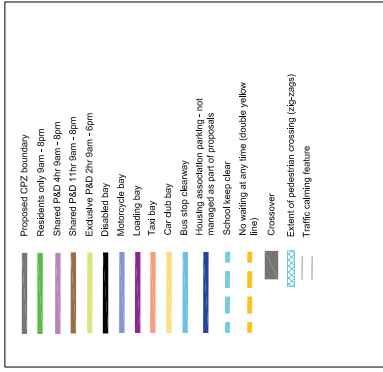 Proposed CPZ boundary
Residents only 9am - 8pm
Shared P&D 4hr 9am - 8pm
Shared P&D 11hr 9am - 8pm
Exclusive P&D 2hr 9am - 6pm
Disabled bay
Motorcycle bay
Loading bay
Taxi bay
Car club bay
Bus stop clearway
Housing association parking - not
managed as part of proposals
School keep clear
No waiting at any time (double yellow
line)
Crossover
Extent of pedestrian crossing (zig-zags)
Traffic calming feature